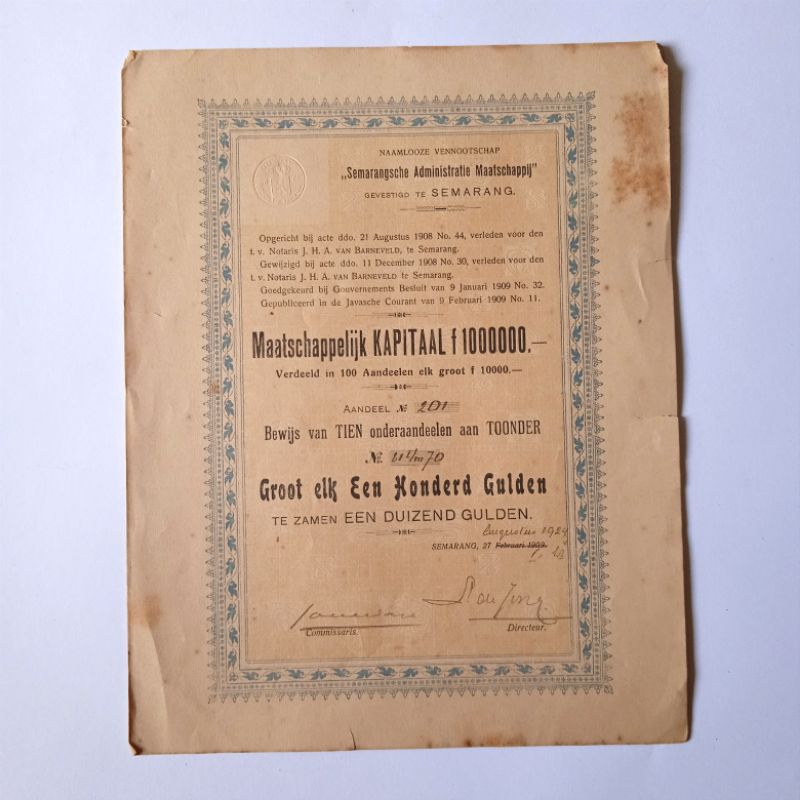 NAAMLOOZE VENNOOTSCHAP
„Semarangsche Administratie Maatschappij"
GEVESTIGD TE SEMARANG.
Opgericht bij acte ddo. 21 Augustus 1908 No. 44, verleden voor den
t. v. Notaris J. H. A. VAN BARNEVELD, te Semarang.
Gewijzigd bij acte ddo. 11 December 1908 No. 30, verleden voor den
t. v. Notaris J. H. A. VAN BARNEVELD te Semarang.
Goedgekeurd bij Gouvernements Besluit van 9 Januari 1909 No. 32.
Gepubliceerd in de Javasche Courant van 9 Februari 1909 No. 11.
Maatschappelijk KAPITAAL f 1000000.—
Verdeeld in 100 Aandeelen elk groot f 10000.—
AANDEEL № 201
Bewijs van TIEN onderaandeelen aan TOONDER
№ 70
Groot elk Een Honderd Gulden
TE ZAMEN EEN DUIZEND GULDEN.
Augustus 1924
SEMARANG, 27 Februari 1909.
Commissaris.
Directeur.